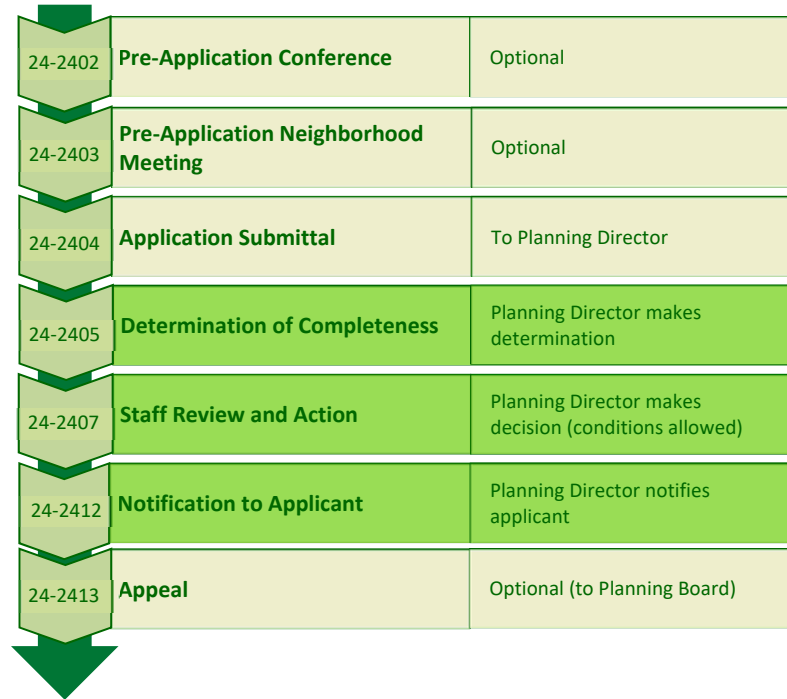 24-2402
Pre-Application Conference
Optional
24-2403
Pre-Application Neighborhood
Meeting
Optional
24-2404
Application Submittal
To Planning Director
24-2405
Determination of Completeness
Planning Director makes
determination
24-2407
Staff Review and Action
Planning Director makes
decision (conditions allowed)
24-2412
Notification to Applicant
Planning Director notifies
applicant
24-2413
Appeal
Optional (to Planning Board)